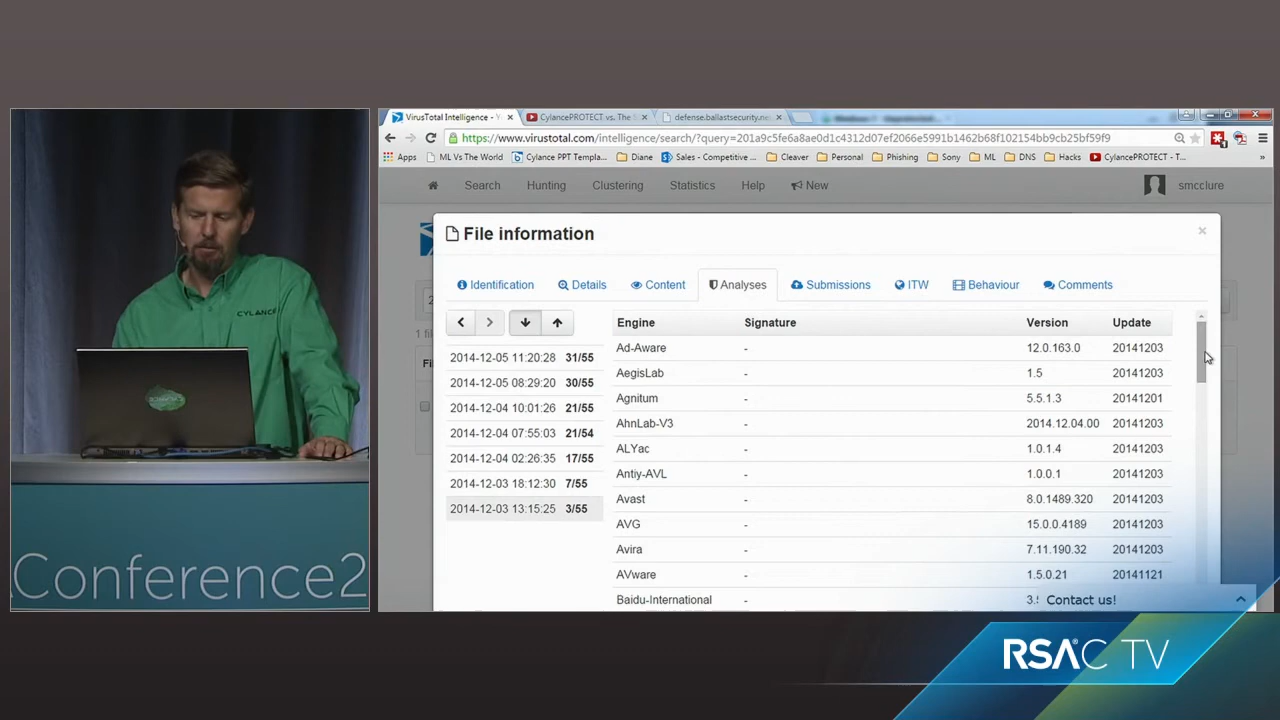 CYLANCE
CYLANCE
Conference2
VirusTotal Intelligence - Y
CylancePROTECT vs. The
defense.ballastsecurity.ne
https://www.virustotal.com/intelligence/search/?query=201a9c5fe6a8ae0d1c4312d07ef2066e5991b1462b68f102154bb9cb25bf59f9
Apps ML Vs The World Cylance PPT Templa... Diane Sales - Competitive ... Cleaver Personal Phishing Sony ML DNS Hacks CylancePROTECT - T...
Search Hunting Clustering Statistics Help New smcclure
File information
Identification Details Content Analyses Submissions ITW Behaviour Comments
2014-12-05 11:20:28 31/55
2014-12-05 08:29:20 30/55
2014-12-04 10:01:26 21/55
2014-12-04 07:55:03 21/54
2014-12-04 02:26:35 17/55
2014-12-03 18:12:30 7/55
2014-12-03 13:15:25 3/55
Engine Signature Version Update
Ad-Aware - 12.0.163.0 20141203
AegisLab - 1.5 20141203
Agnitum - 5.5.1.3 20141201
AhnLab-V3 - 2014.12.04.00 20141203
ALYac - 1.0.1.4 20141203
Antiy-AVL - 1.0.0.1 20141203
Avast - 8.0.1489.320 20141203
AVG - 15.0.0.4189 20141203
Avira - 7.11.190.32 20141203
AVware - 1.5.0.21 20141121
Baidu-International - 3.
Contact us!
RSAC TV